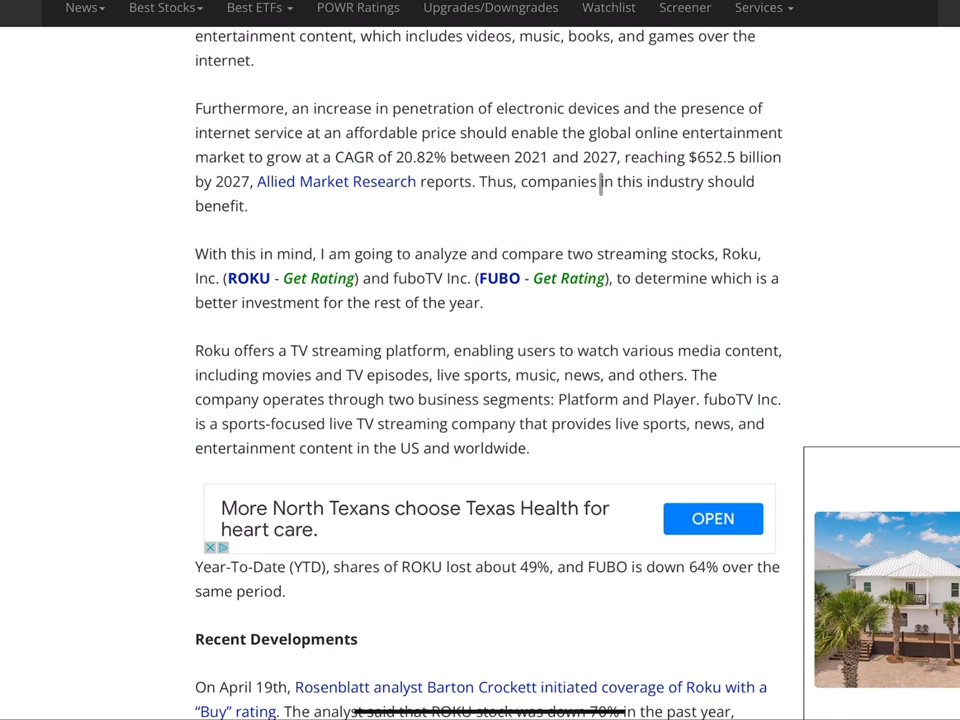 News Best Stocks Best ETFs POWR Ratings Upgrades/Downgrades Watchlist Screener Services
entertainment content, which includes videos, music, books, and games over the
internet.
Furthermore, an increase in penetration of electronic devices and the presence of
internet service at an affordable price should enable the global online entertainment
market to grow at a CAGR of 20.82% between 2021 and 2027, reaching $652.5 billion
by 2027, Allied Market Research reports. Thus, companies in this industry should
benefit.
With this in mind, I am going to analyze and compare two streaming stocks, Roku,
Inc. (ROKU - Get Rating) and fuboTV Inc. (FUBO - Get Rating), to determine which is a
better investment for the rest of the year.
Roku offers a TV streaming platform, enabling users to watch various media content,
including movies and TV episodes, live sports, music, news, and others. The
company operates through two business segments: Platform and Player. fuboTV Inc.
is a sports-focused live TV streaming company that provides live sports, news, and
entertainment content in the US and worldwide.
More North Texans choose Texas Health for
heart care.
OPEN
Year-To-Date (YTD), shares of ROKU lost about 49%, and FUBO is down 64% over the
same period.
Recent Developments
On April 19th, Rosenblatt analyst Barton Crockett initiated coverage of Roku with a
“Buy” rating. The analyst said that ROKU stock was down 70% in the past year,